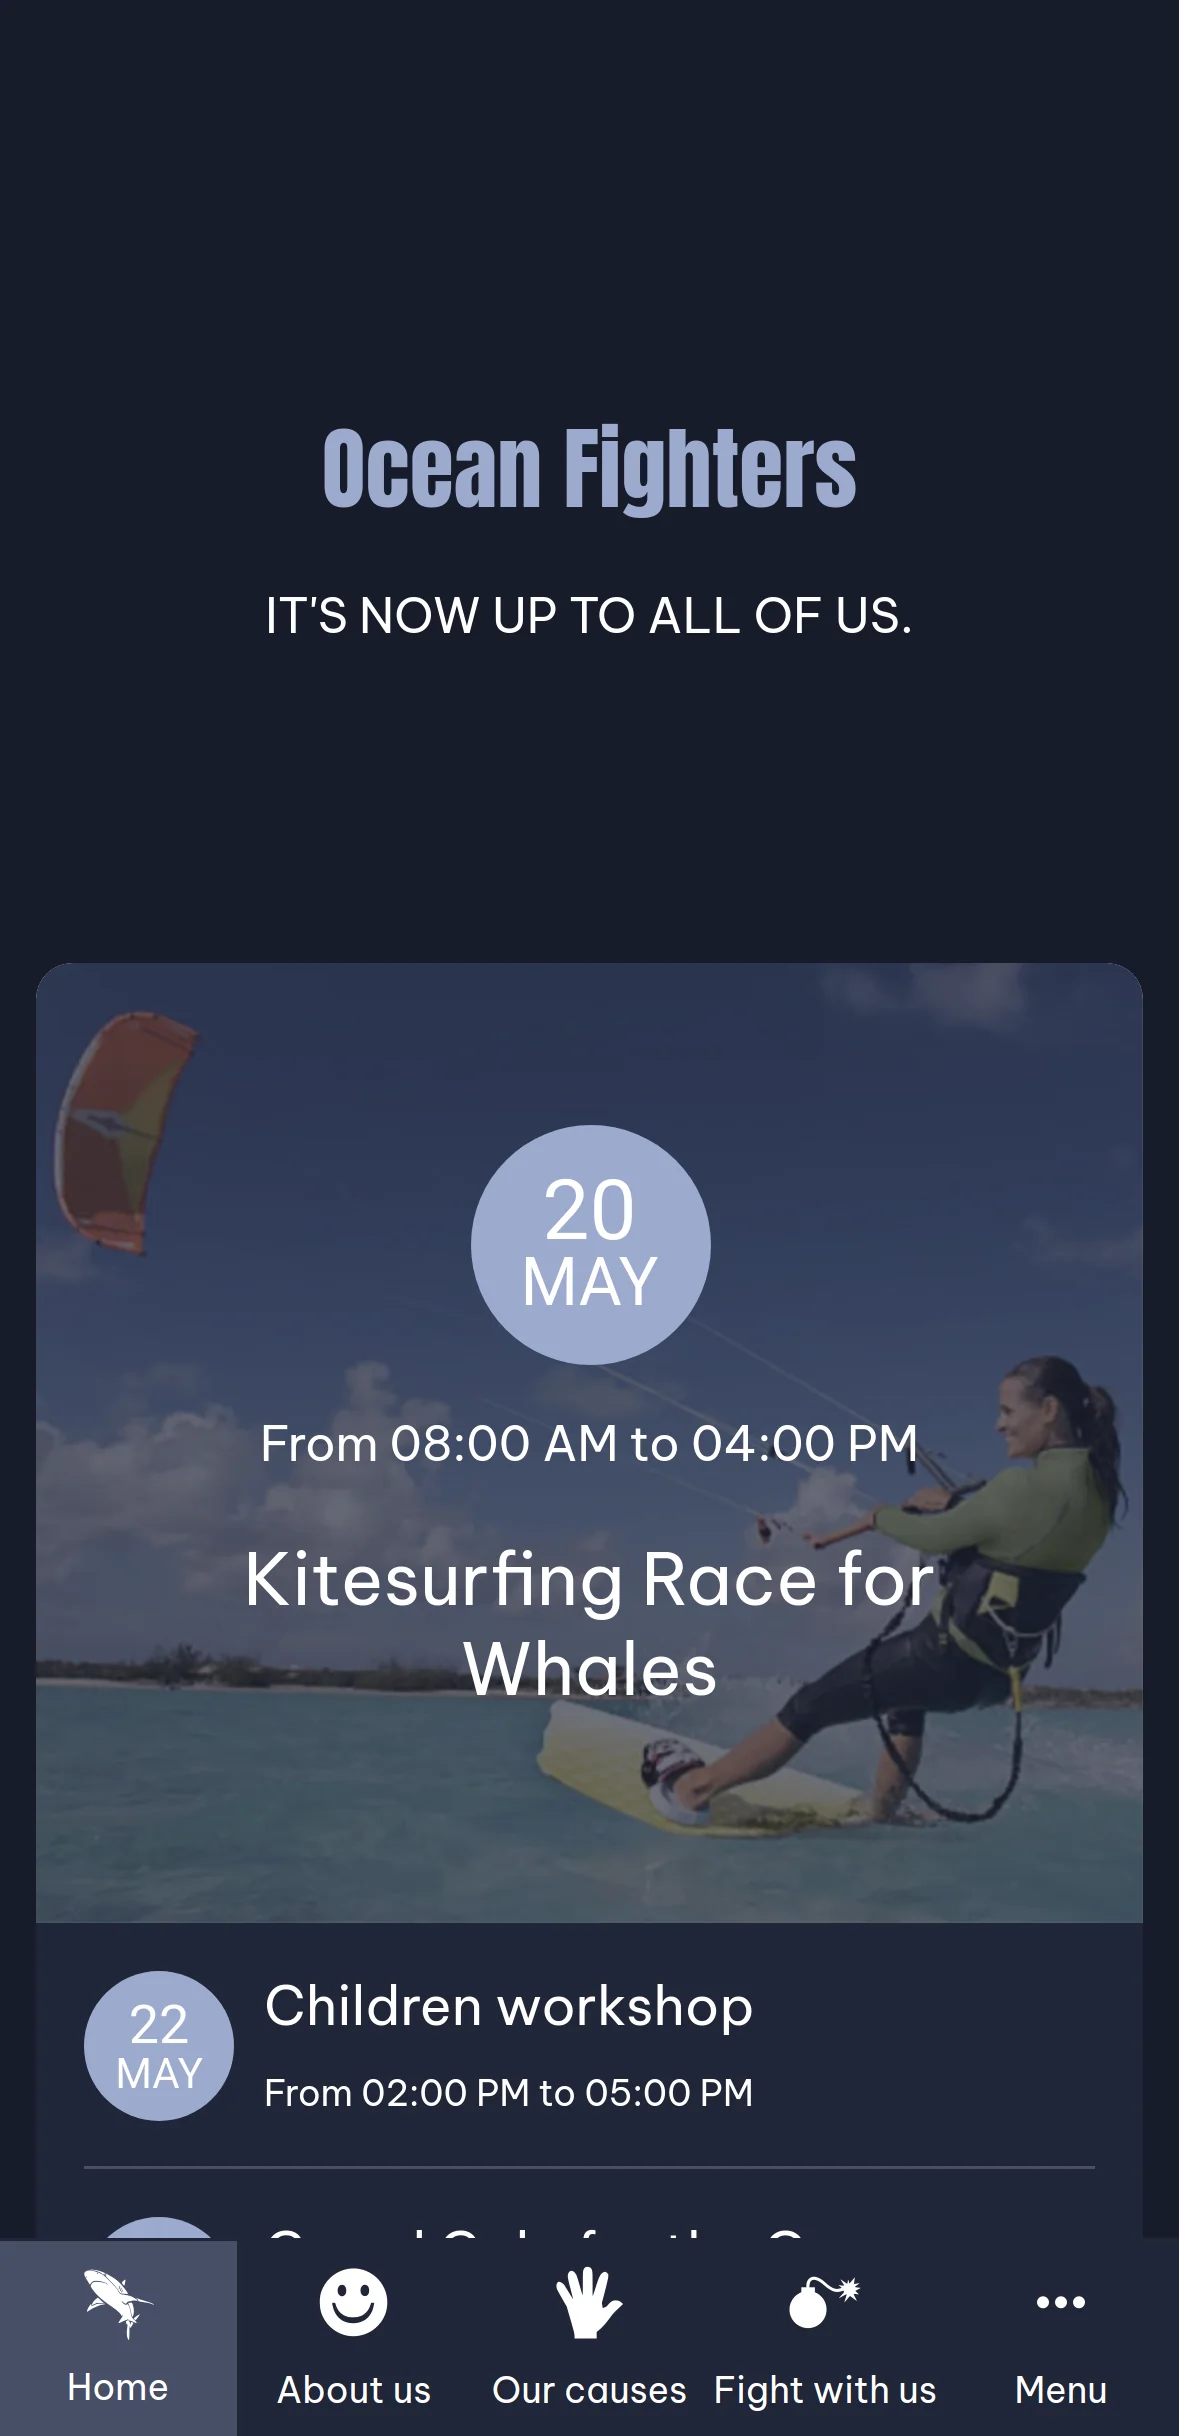 Ocean Fighters
IT'S NOW UP TO ALL OF US.
20
MAY
From 08:00 AM to 04:00 PM
Kitesurfing Race for
Whales
22
MAY
Children workshop
From 02:00 PM to 05:00 PM
Home
About us
Our causes
Fight with us
Menu